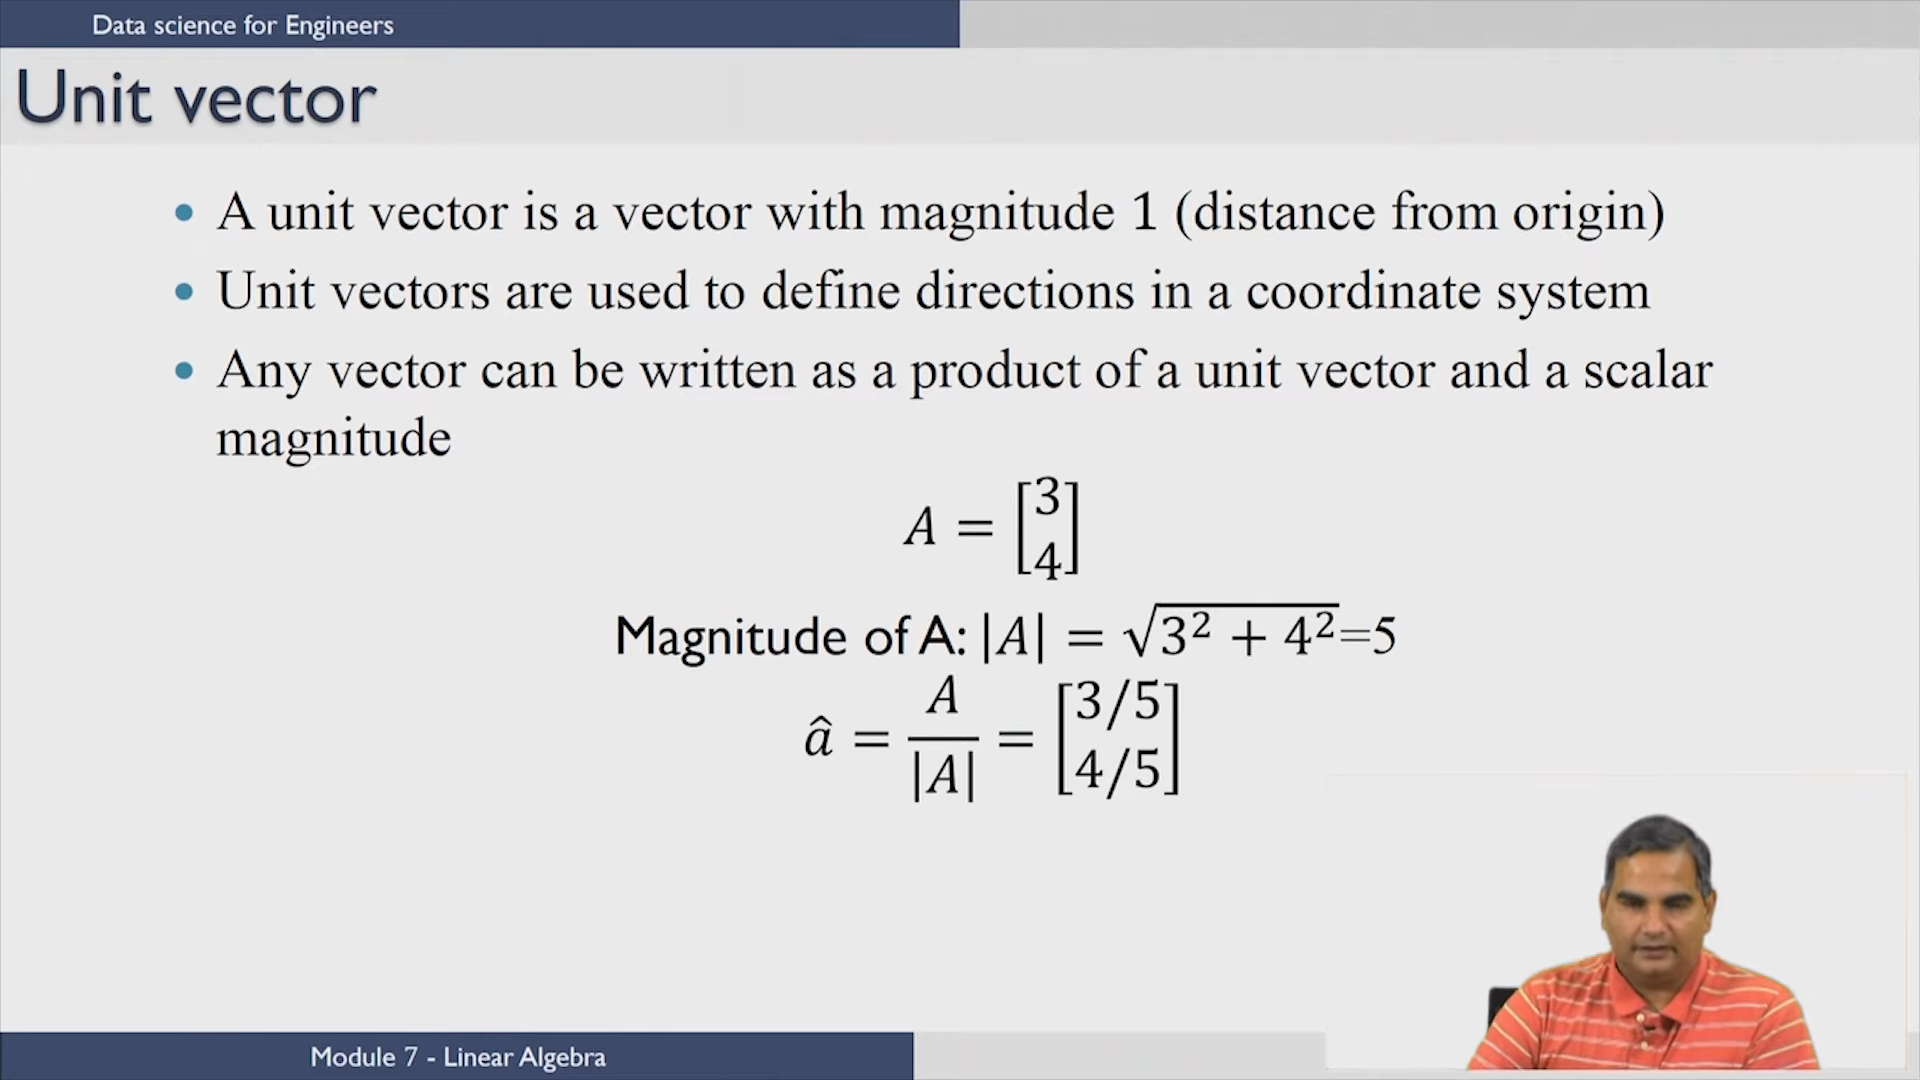 Data science for Engineers
Unit vector
• A unit vector is a vector with magnitude 1 (distance from origin)
• Unit vectors are used to define directions in a coordinate system
• Any vector can be written as a product of a unit vector and a scalar
magnitude
A = [3
4]
Magnitude of A: |A| = √3² + 4²=5
â = A/|A| = [3/5
4/5]
Module 7 - Linear Algebra